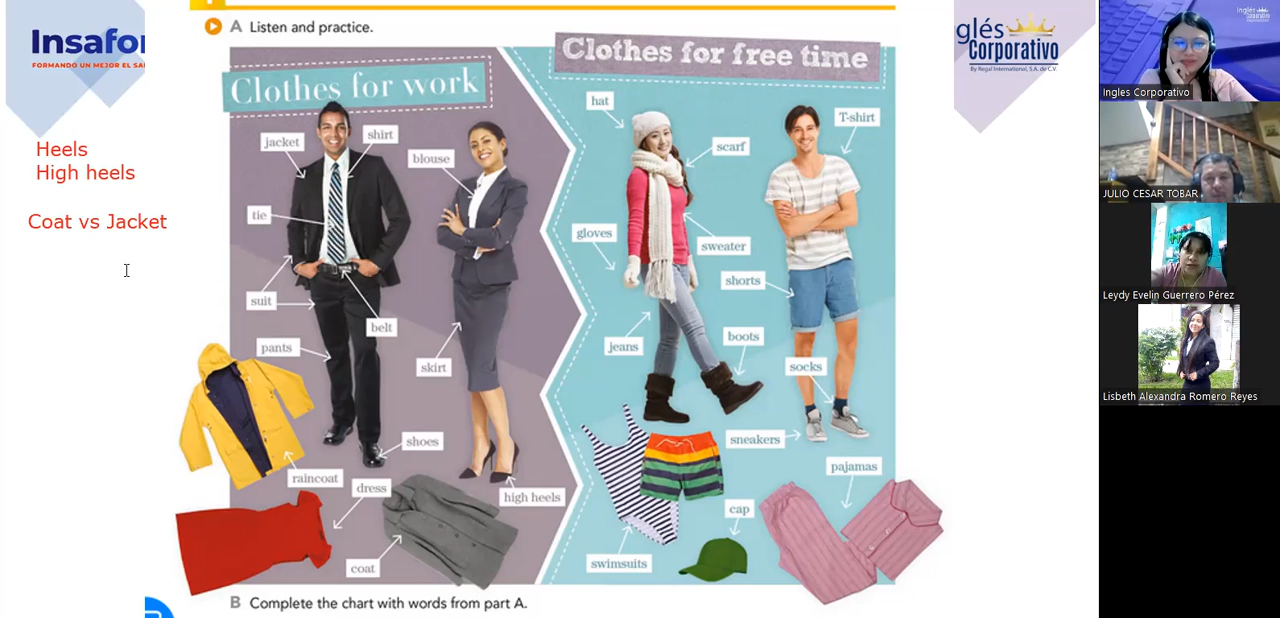 Insafor
FORMANDO UN MEJOR EL SAL
A Listen and practice.
glés
Corporativo
By Regal International, S.A. de C.V.
Heels
High heels
Coat vs Jacket
Clothes for work
jacket
shirt
blouse
tie
suit
belt
pants
skirt
shoes
raincoat
dress
high heels
coat
Clothes for free time
hat
T-shirt
scarf
gloves
sweater
shorts
jeans
boots
socks
sneakers
pajamas
cap
swimsuits
B Complete the chart with words from part A.
Ingles Corporativo
JULIO CESAR TOBAR
Leydy Evelin Guerrero Pérez
Lisbeth Alexandra Romero Reyes